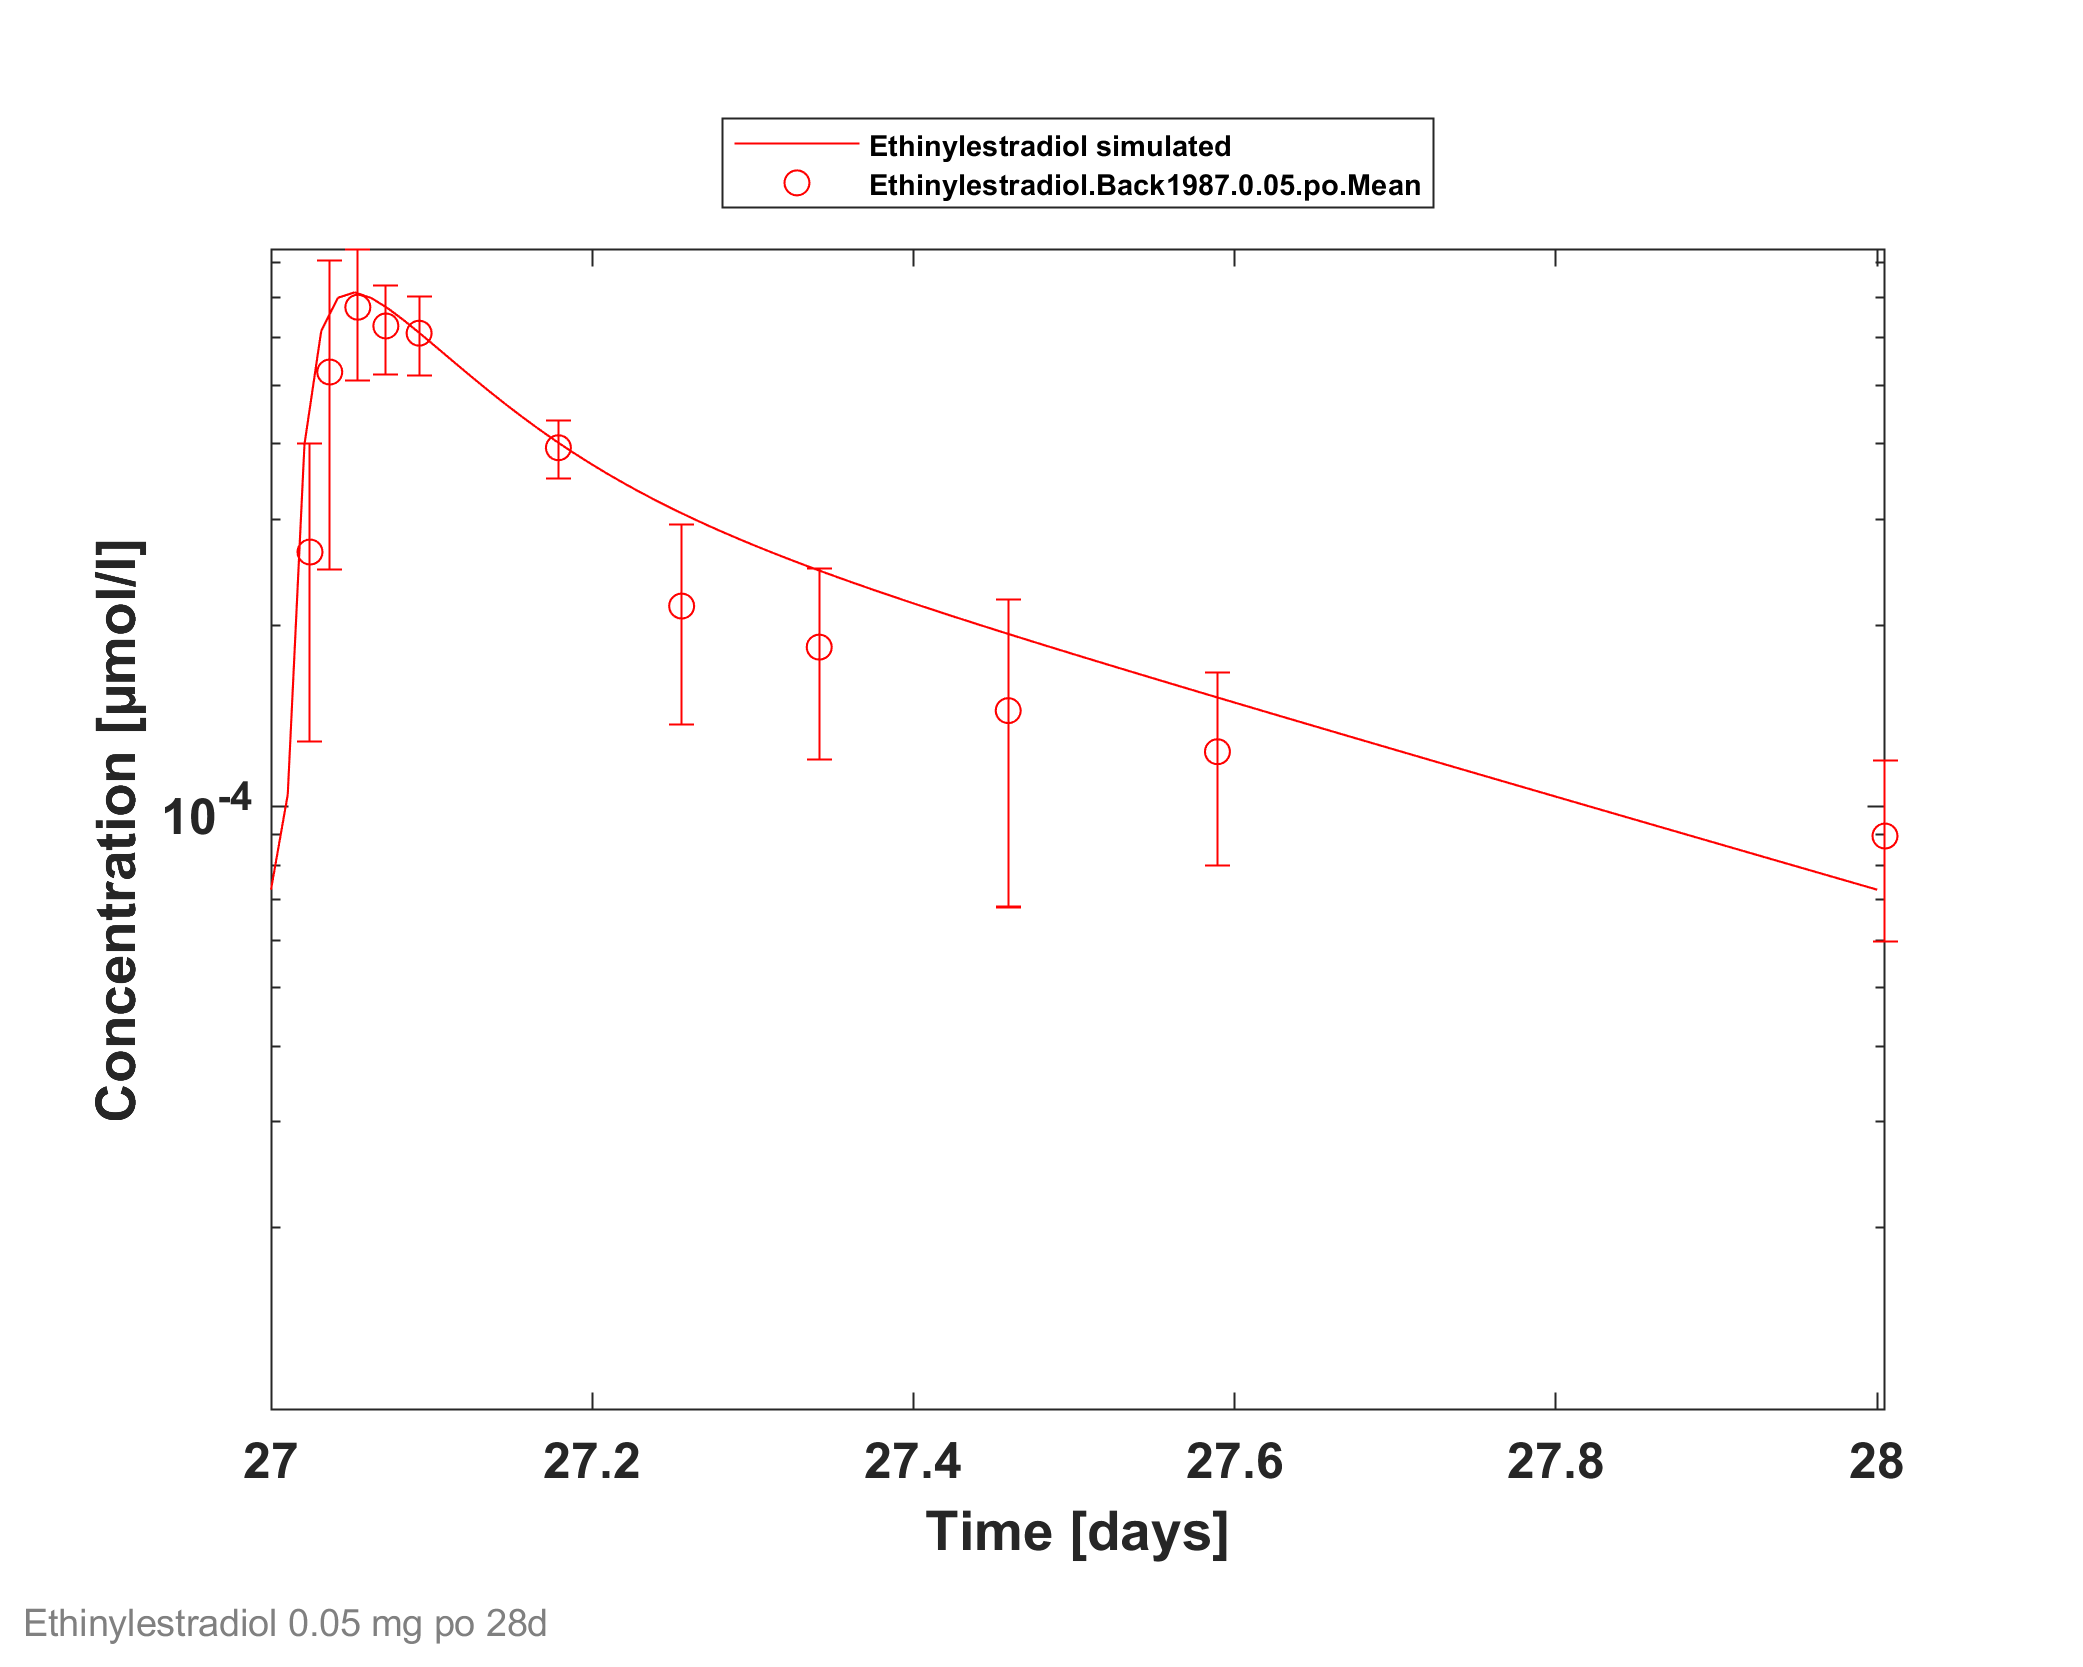 Ethinylestradiol simulated
Ethinylestradiol.Back1987.0.05.po.Mean
Concentration [µmol/l]
10-4
27 27.2 27.4 27.6 27.8 28
Time [days]
Ethinylestradiol 0.05 mg po 28d